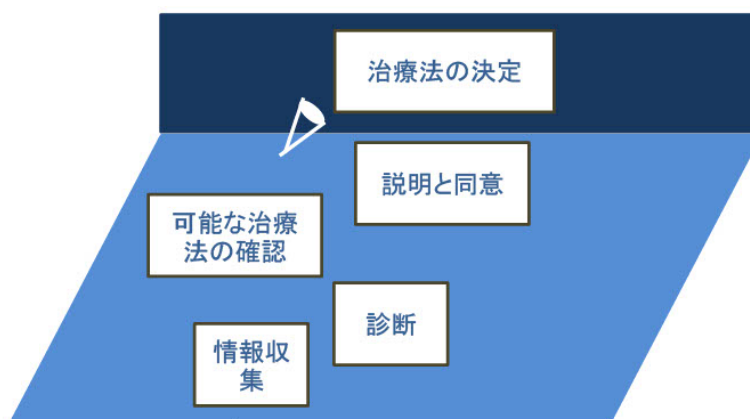 治療法の決定
説明と同意
可能な治療
法の確認
診断
情報収
集